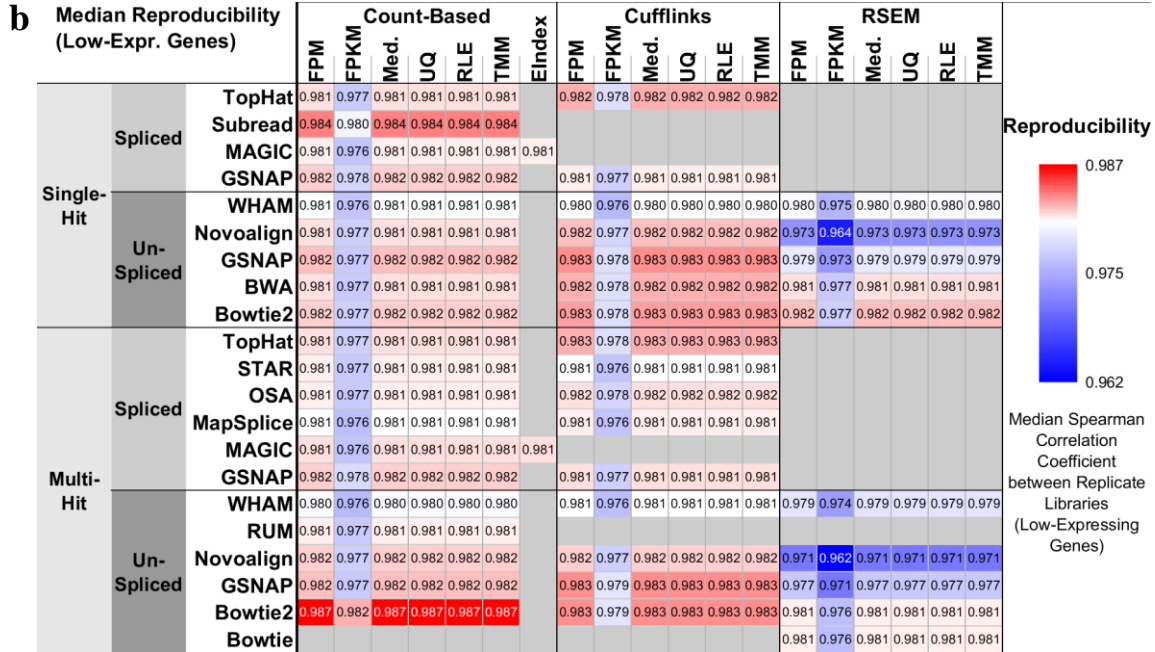 b
Median Reproducibility
(Low-Expr. Genes)
Count-Based Cufflinks RSEM
FPM FPKM Med. UQ RLE TMM EIndex FPM FPKM Med. UQ RLE TMM FPM FPKM Med. UQ RLE TMM
Single-
Hit
Spliced
TopHat 0.981 0.977 0.981 0.981 0.981 0.981 0.982 0.978 0.982 0.982 0.982 0.982
Subread 0.984 0.980 0.984 0.984 0.984 0.984
MAGIC 0.981 0.976 0.981 0.981 0.981 0.981 0.981
GSNAP 0.982 0.978 0.982 0.982 0.982 0.982 0.981 0.977 0.981 0.981 0.981 0.981
Un-
Spliced
WHAM 0.981 0.976 0.981 0.981 0.981 0.981 0.980 0.976 0.980 0.980 0.980 0.980 0.980 0.975 0.980 0.980 0.980 0.980
Novoalign 0.981 0.977 0.981 0.981 0.981 0.981 0.982 0.977 0.982 0.982 0.982 0.982 0.973 0.964 0.973 0.973 0.973 0.973
GSNAP 0.982 0.977 0.982 0.982 0.982 0.982 0.983 0.978 0.983 0.983 0.983 0.983 0.979 0.973 0.979 0.979 0.979 0.979
BWA 0.981 0.977 0.981 0.981 0.981 0.981 0.982 0.978 0.982 0.982 0.982 0.982 0.981 0.977 0.981 0.981 0.981 0.981
Bowtie2 0.982 0.977 0.982 0.982 0.982 0.982 0.983 0.978 0.983 0.983 0.983 0.983 0.982 0.977 0.982 0.982 0.982 0.982
Multi-
Hit
Spliced
TopHat 0.981 0.977 0.981 0.981 0.981 0.981 0.983 0.978 0.983 0.983 0.983 0.983
STAR 0.981 0.977 0.981 0.981 0.981 0.981 0.981 0.976 0.981 0.981 0.981 0.981
OSA 0.981 0.977 0.981 0.981 0.981 0.981 0.982 0.978 0.982 0.982 0.982 0.982
MapSplice 0.981 0.976 0.981 0.981 0.981 0.981 0.981 0.976 0.981 0.981 0.981 0.981
MAGIC 0.981 0.976 0.981 0.981 0.981 0.981 0.981
GSNAP 0.982 0.978 0.982 0.982 0.982 0.982 0.981 0.977 0.981 0.981 0.981 0.981
Un-
Spliced
WHAM 0.980 0.976 0.980 0.980 0.980 0.980 0.981 0.976 0.981 0.981 0.981 0.981 0.979 0.974 0.979 0.979 0.979 0.979
RUM 0.981 0.977 0.981 0.981 0.981 0.981
Novoalign 0.982 0.977 0.982 0.982 0.982 0.982 0.982 0.977 0.982 0.982 0.982 0.982 0.971 0.962 0.971 0.971 0.971 0.971
GSNAP 0.982 0.977 0.982 0.982 0.982 0.982 0.983 0.979 0.983 0.983 0.983 0.983 0.977 0.971 0.977 0.977 0.977 0.977
Bowtie2 0.987 0.982 0.987 0.987 0.987 0.987 0.983 0.979 0.983 0.983 0.983 0.983 0.981 0.976 0.981 0.981 0.981 0.981
Bowtie 0.981 0.976 0.981 0.981 0.981 0.981
Reproducibility
0.987
0.975
0.962
Median Spearman
Correlation
Coefficient
between Replicate
Libraries
(Low-Expressing
Genes)